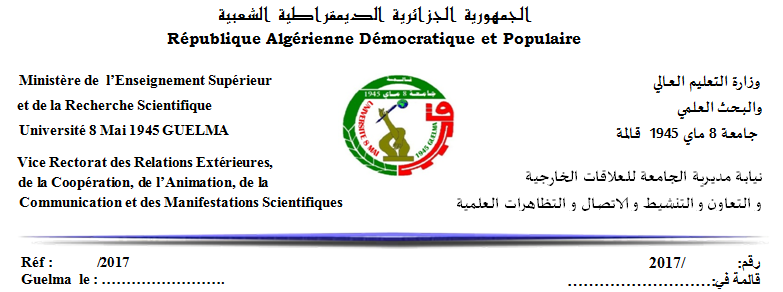 الجمهورية الجزائرية الديمقراطية الشعبية
République Algérienne Démocratique et Populaire
Ministère de l'Enseignement Supérieur
et de la Recherche Scientifique
Université 8 Mai 1945 GUELMA
Vice Rectorat des Relations Extérieures,
de la Coopération, de l'Animation, de la
Communication et des Manifestations Scientifiques
جامعة 8 ماي 1945
UNIVERSITE 8 MAI 1945 GUELMA
وزارة التعليم العالي
والبحث العلمي
جامعة 8 ماي 1945 قالمة
نيابة مديرية الجامعة للعلاقات الخارجية
و التعاون و التنشيط و الاتصال و التظاهرات العلمية
Réf : /2017
Guelma le : ……………………….
رقم: /2017
قالمة في:…………………………